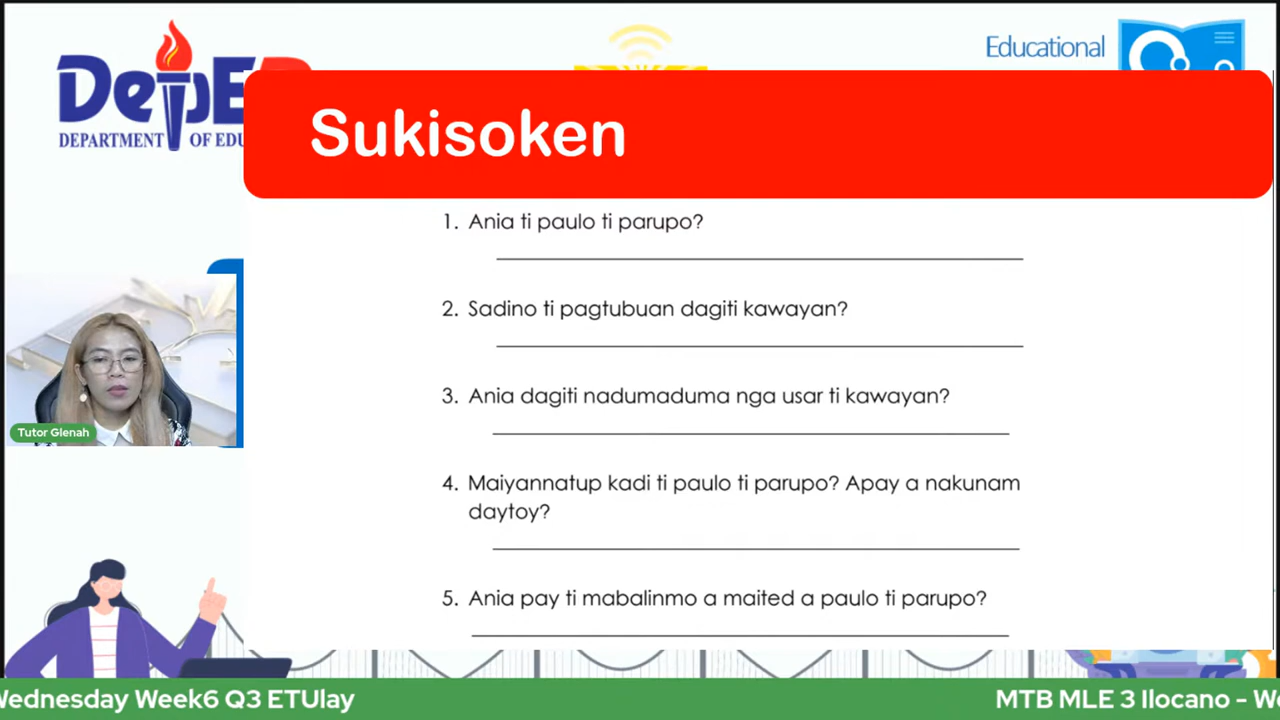 DepE
DEPARTMENT OF EDU
Educational
Sukisoken
1. Ania ti paulo ti parupo?
2. Sadino ti pagtubuan dagiti kawayan?
3. Ania dagiti nadumaduma nga usar ti kawayan?
4. Maiyannatup kadi ti paulo ti parupo? Apay a nakunam
daytoy?
5. Ania pay ti mabalinmo a maited a paulo ti parupo?
Tutor Glenah
Wednesday Week6 Q3 ETUlay
MTB MLE 3 Ilocano - We